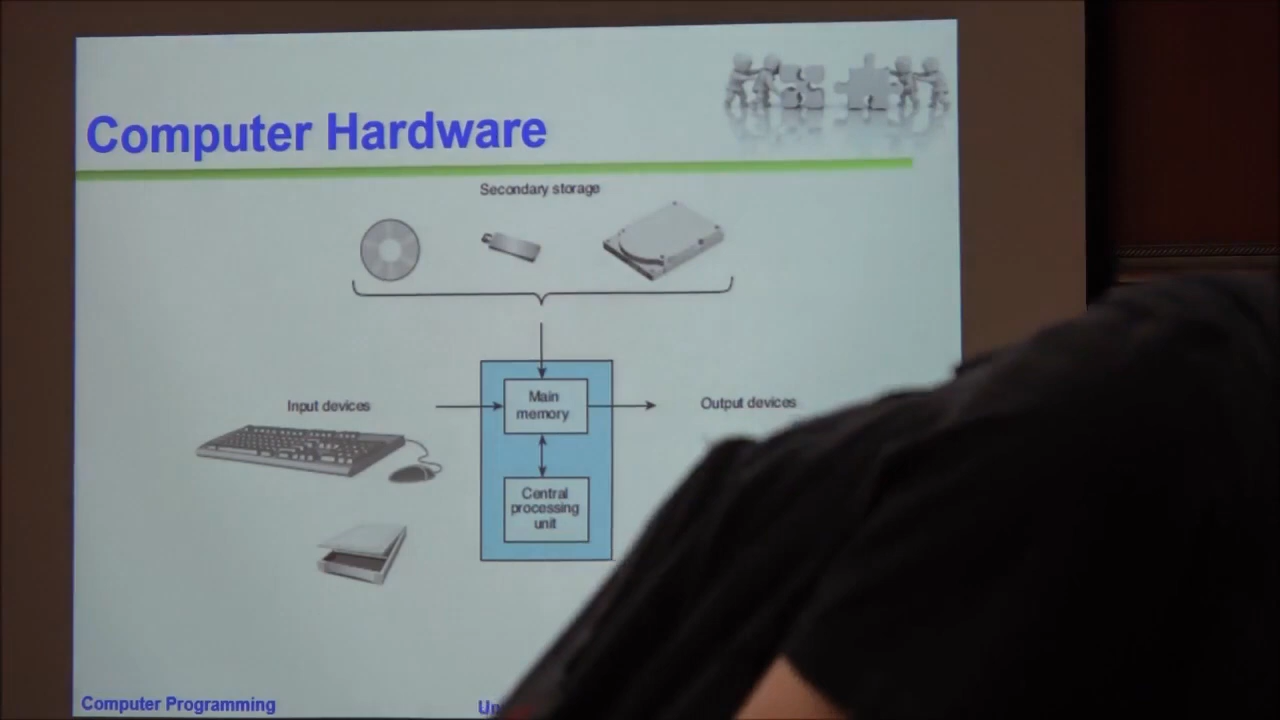 Computer Hardware
Secondary storage
Main
memory
Input devices
Output devices
Central
processing
unit
Computer Programming